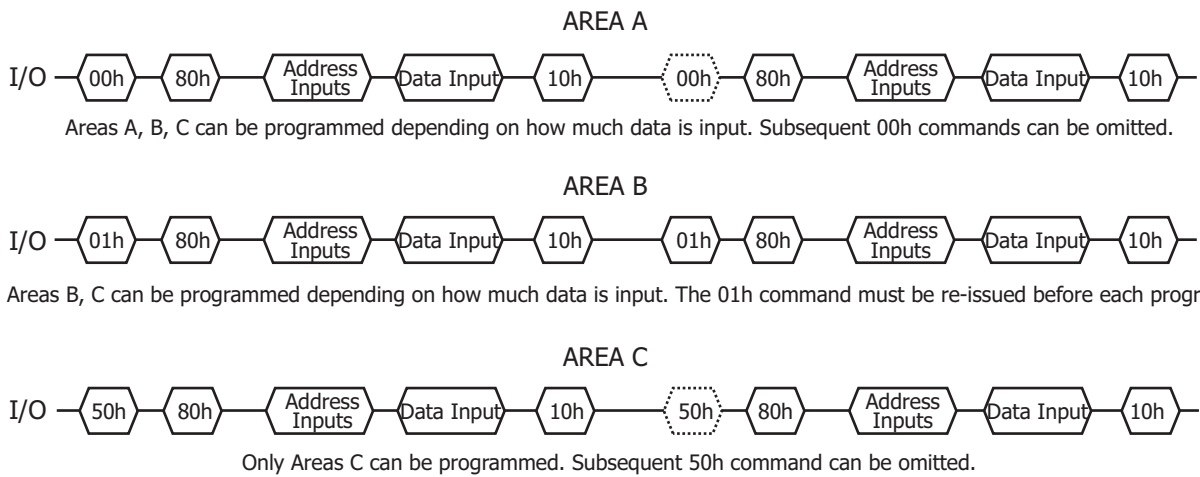 AREA A
I/O 00h 80h Address Inputs Data Input 10h 00h 80h Address Inputs Data Input 10h
Areas A, B, C can be programmed depending on how much data is input. Subsequent 00h commands can be omitted.
AREA B
I/O 01h 80h Address Inputs Data Input 10h 01h 80h Address Inputs Data Input 10h
Areas B, C can be programmed depending on how much data is input. The 01h command must be re-issued before each progr
AREA C
I/O 50h 80h Address Inputs Data Input 10h 50h 80h Address Inputs Data Input 10h
Only Areas C can be programmed. Subsequent 50h command can be omitted.